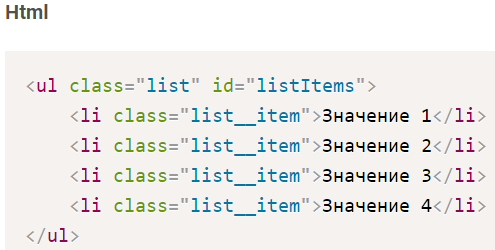 Html
<ul class="list" id="listItems">
<li class="list__item">Значение 1</li>
<li class="list__item">Значение 2</li>
<li class="list__item">Значение 3</li>
<li class="list__item">Значение 4</li>
</ul>